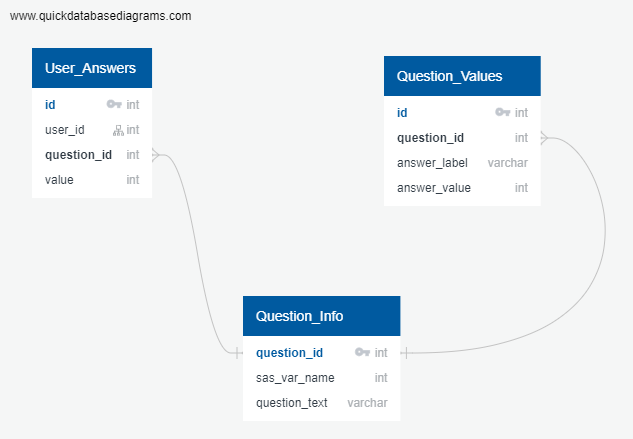 www.quickdatabasediagrams.com
User_Answers
id int
user_id int
question_id int
value int
Question_Values
id int
question_id int
answer_label varchar
answer_value int
Question_Info
question_id int
sas_var_name int
question_text varchar